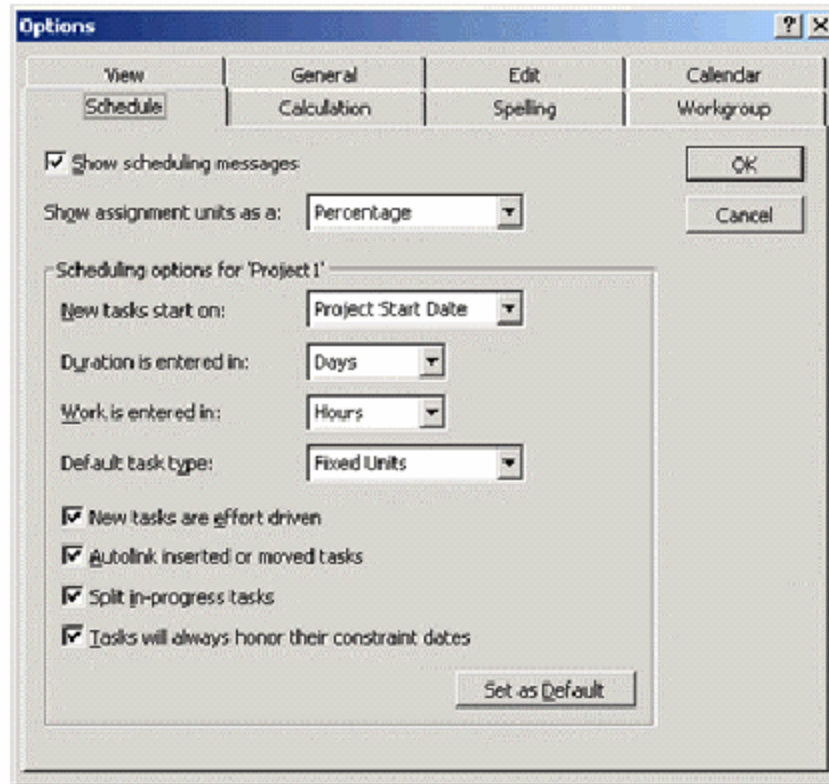 Options
View General Edit Calendar
Schedule Calculation Spelling Workgroup
Show scheduling messages OK
Show assignment units as a: Percentage Cancel
Scheduling options for 'Project1'
New tasks start on: Project Start Date
Duration is entered in: Days
Work is entered in: Hours
Default task type: Fixed Units
New tasks are effort driven
Autolink inserted or moved tasks
Split in-progress tasks
Tasks will always honor their constraint dates
Set as Default